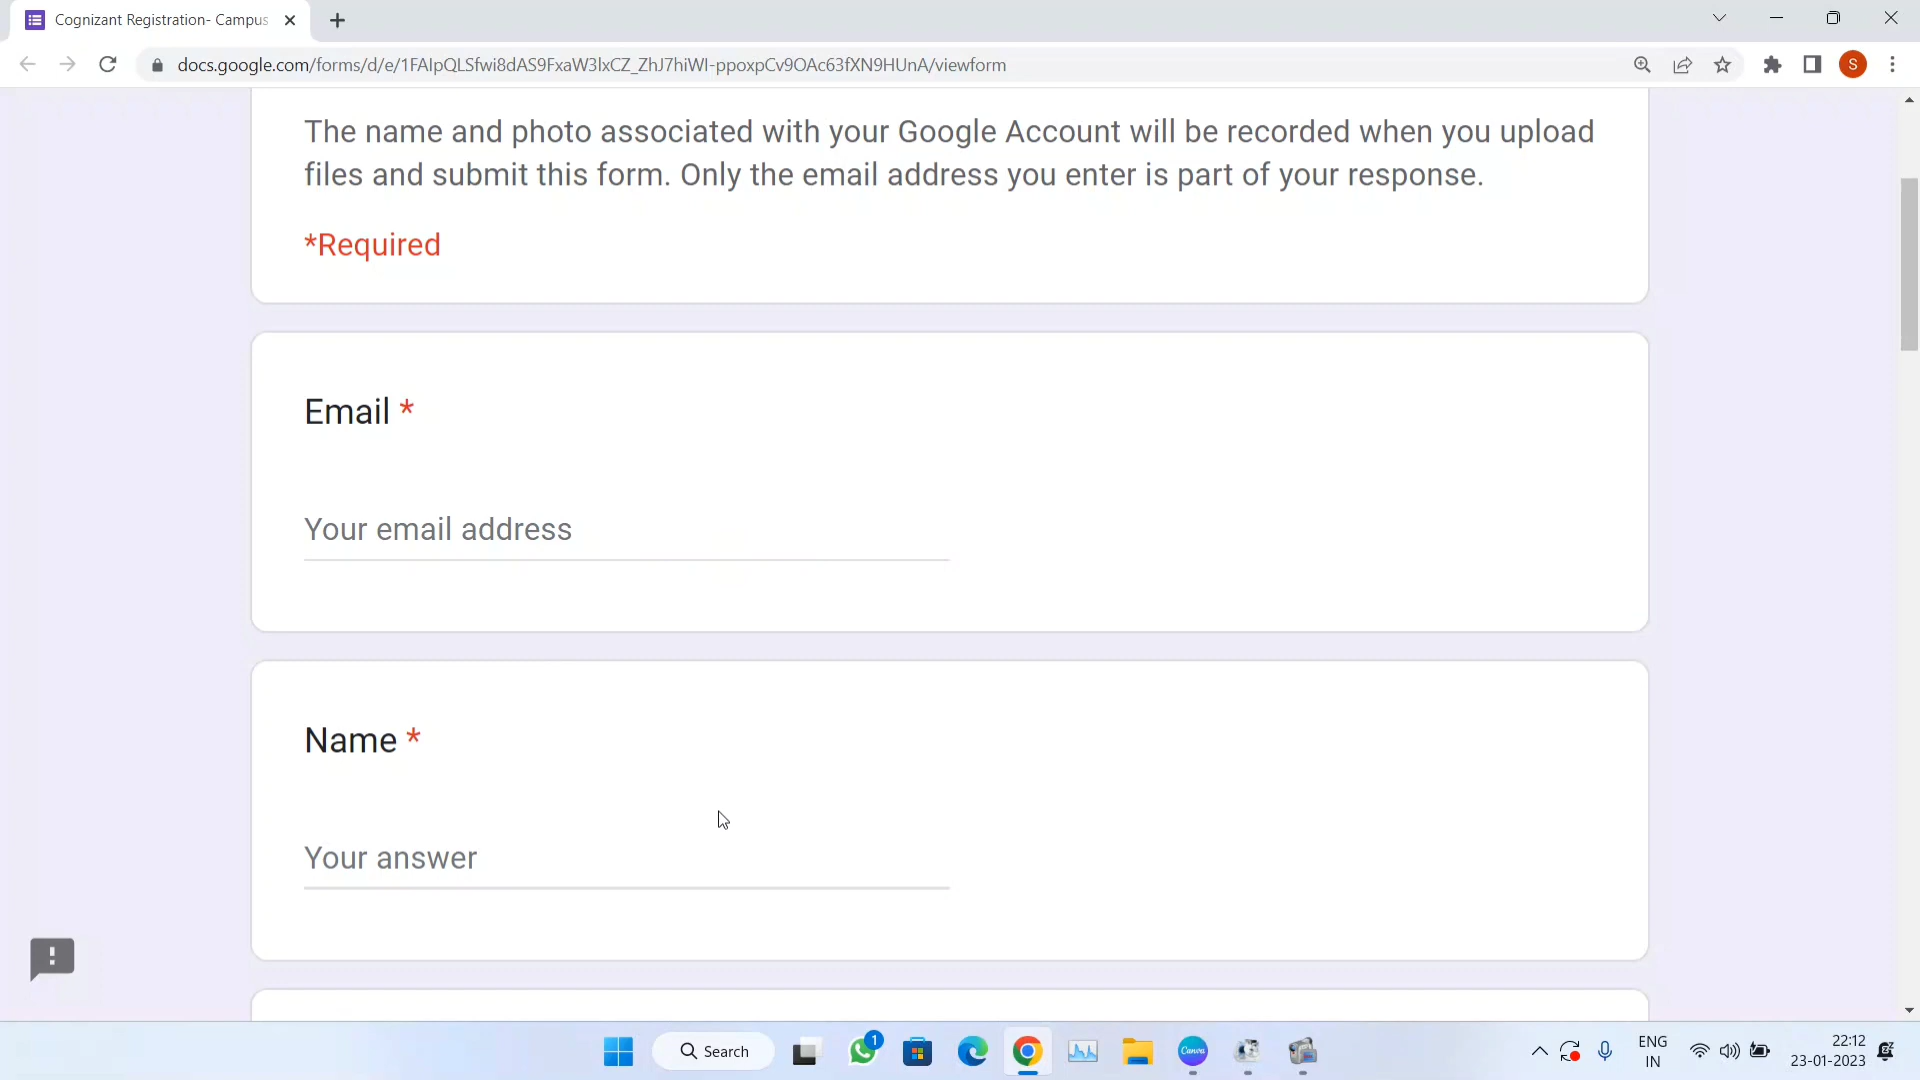 Cognizant Registration- Campus
docs.google.com/forms/d/e/1FAIpQLSfwi8dAS9FxaW3lxCZ_ZhJ7hiWI-ppoxpCv9OAc63fXN9HUnA/viewform
S
The name and photo associated with your Google Account will be recorded when you upload
files and submit this form. Only the email address you enter is part of your response.
*Required
Email *
Your email address
Name *
Your answer
Search
1
Canva
ENG
IN
22:12
23-01-2023